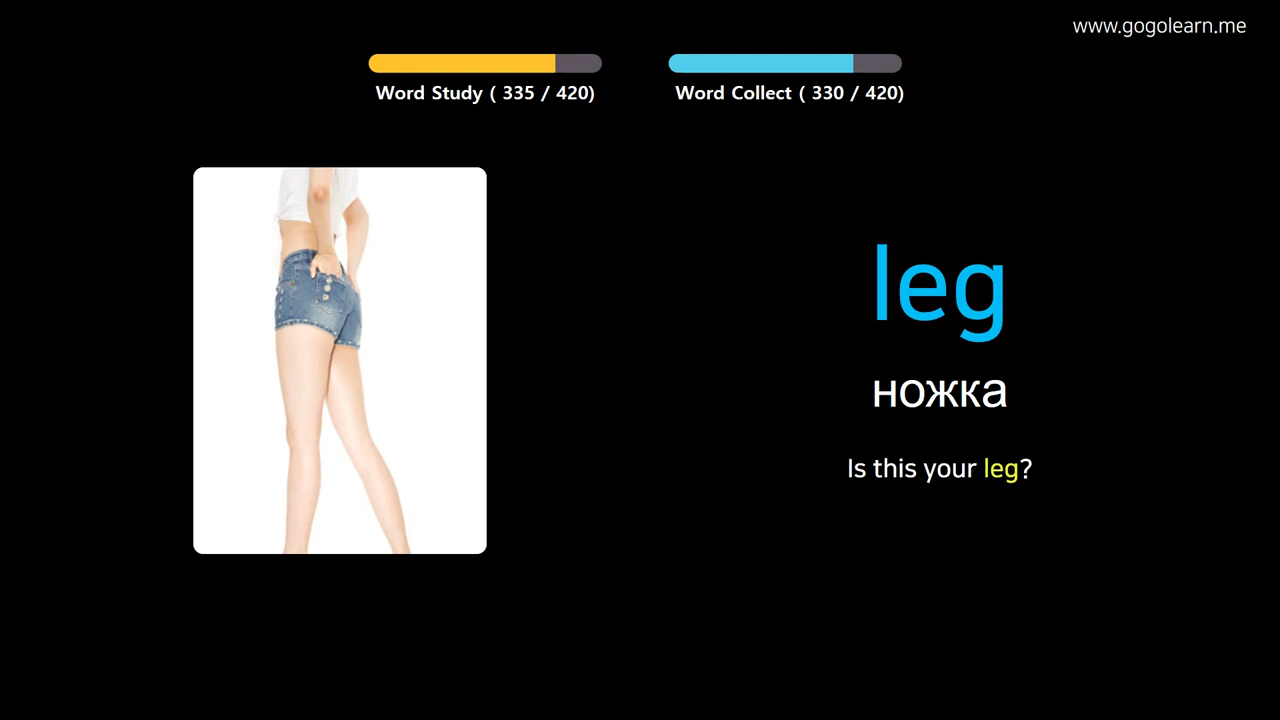 www.gogolearn.me
Word Study ( 335 / 420)
Word Collect ( 330 / 420)
leg
ножка
Is this your leg?